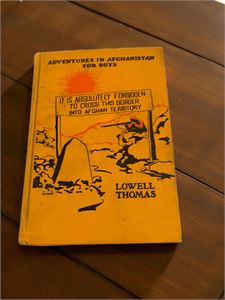 ADVENTURES IN AFGHANISTAN
FOR BOYS
IT IS ABSOLUTELY FORBIDDEN
TO CROSS THIS BORDER
INTO AFGHAN TERRITORY
LOWELL
THOMAS